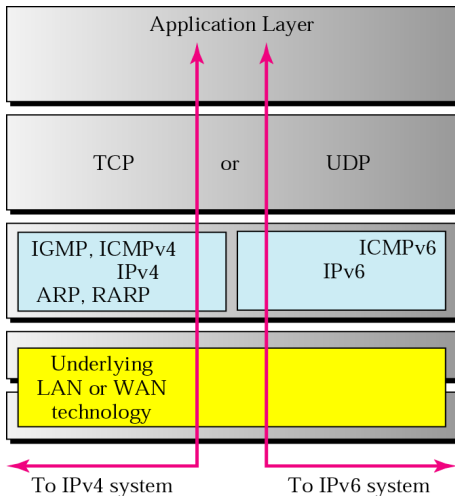 Application Layer
TCP or UDP
IGMP, ICMPv4
IPv4
ARP, RARP
ICMPv6
IPv6
Underlying
LAN or WAN
technology
To IPv4 system
To IPv6 system